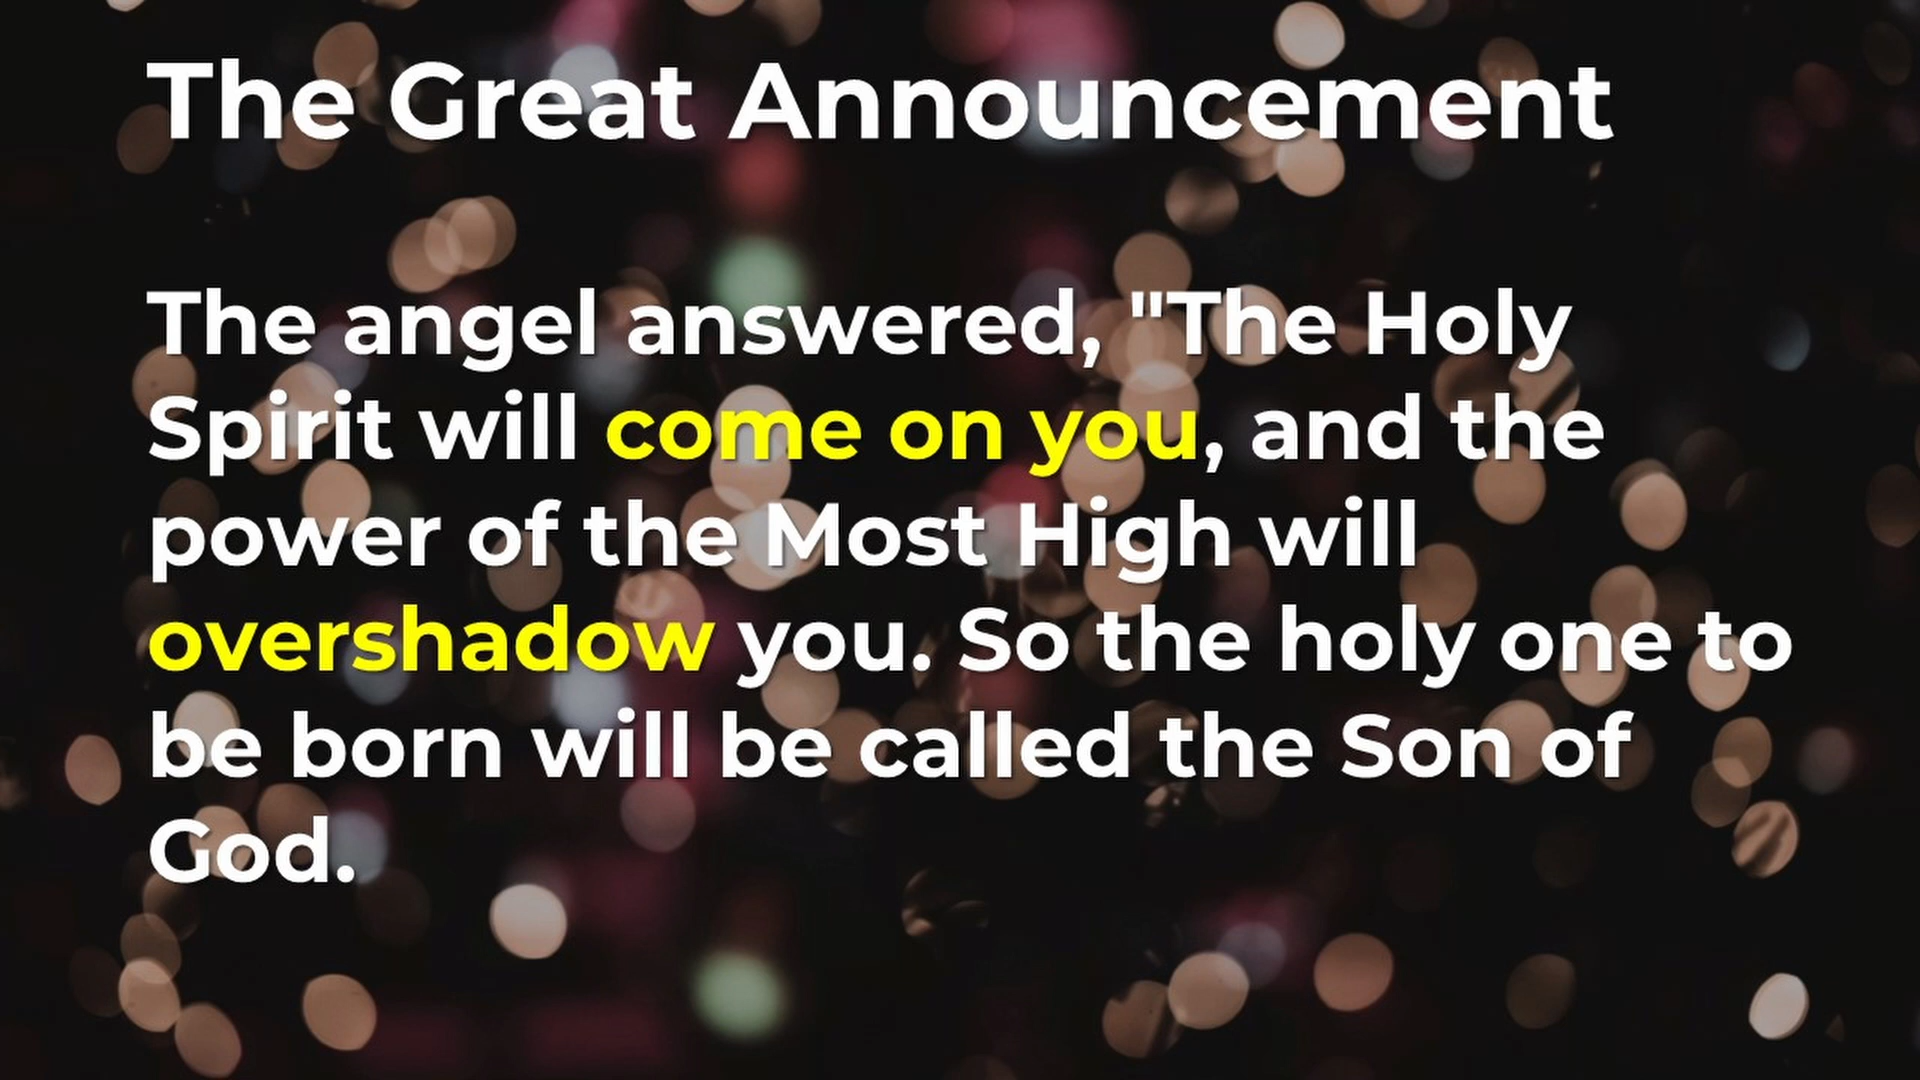 The Great Announcement
The angel answered, "The Holy
Spirit will come on you, and the
power of the Most High will
overshadow you. So the holy one to
be born will be called the Son of
God.